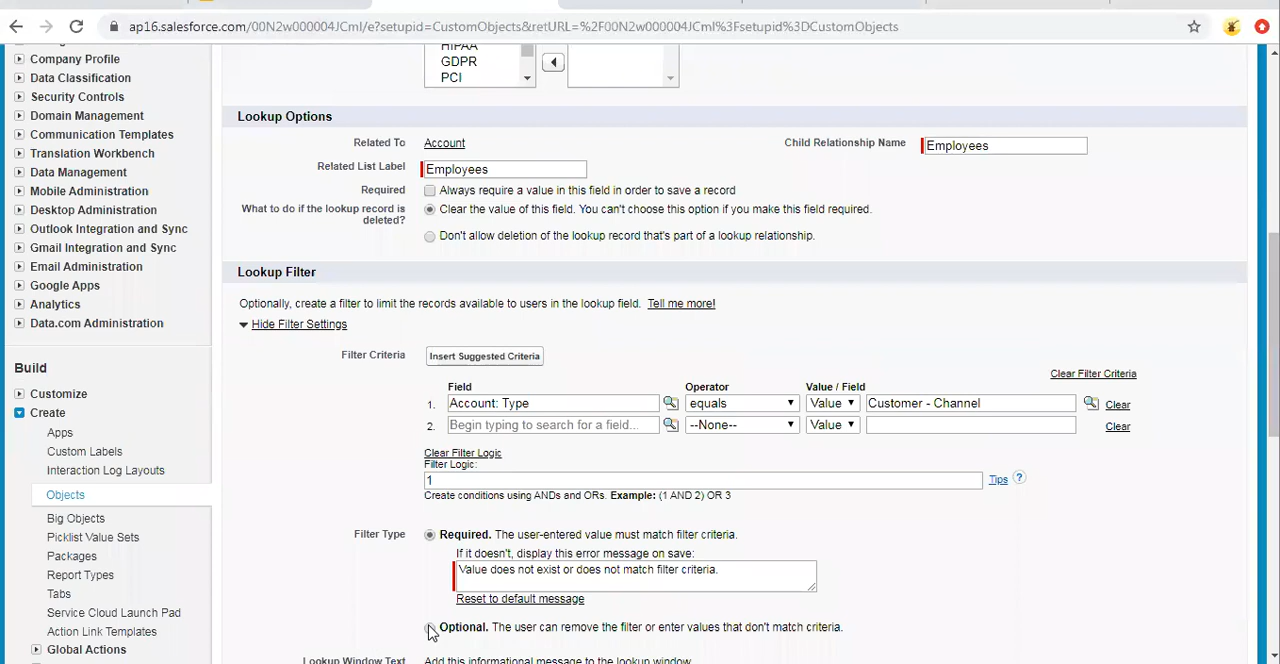 ap16.salesforce.com/00N2w000004JCml/e?setupid=CustomObjects&retURL=%2F00N2w000004JCml%3Fsetupid%3DCustomObjects
Company Profile
Data Classification
Security Controls
Domain Management
Communication Templates
Translation Workbench
Data Management
Mobile Administration
Desktop Administration
Outlook Integration and Sync
Gmail Integration and Sync
Email Administration
Google Apps
Analytics
Data.com Administration
Build
Customize
Create
Apps
Custom Labels
Interaction Log Layouts
Objects
Big Objects
Picklist Value Sets
Packages
Report Types
Tabs
Service Cloud Launch Pad
Action Link Templates
Global Actions
HIPAA
GDPR
PCI
Lookup Options
Related To Account Child Relationship Name Employees
Related List Label Employees
Required Always require a value in this field in order to save a record
What to do if the lookup record is deleted? Clear the value of this field. You can't choose this option if you make this field required.
Don't allow deletion of the lookup record that's part of a lookup relationship.
Lookup Filter
Optionally, create a filter to limit the records available to users in the lookup field. Tell me more!
Hide Filter Settings
Filter Criteria Insert Suggested Criteria
Clear Filter Criteria
Field Operator Value / Field
1. Account: Type equals Value Customer - Channel Clear
2. Begin typing to search for a field... --None-- Value Clear
Clear Filter Logic
Filter Logic:
1 Tips ?
Create conditions using ANDs and ORs. Example: (1 AND 2) OR 3
Filter Type Required. The user-entered value must match filter criteria.
If it doesn't, display this error message on save:
Value does not exist or does not match filter criteria.
Reset to default message
Optional. The user can remove the filter or enter values that don't match criteria.
Lookup Window Text Add this informational message to the lookup window.